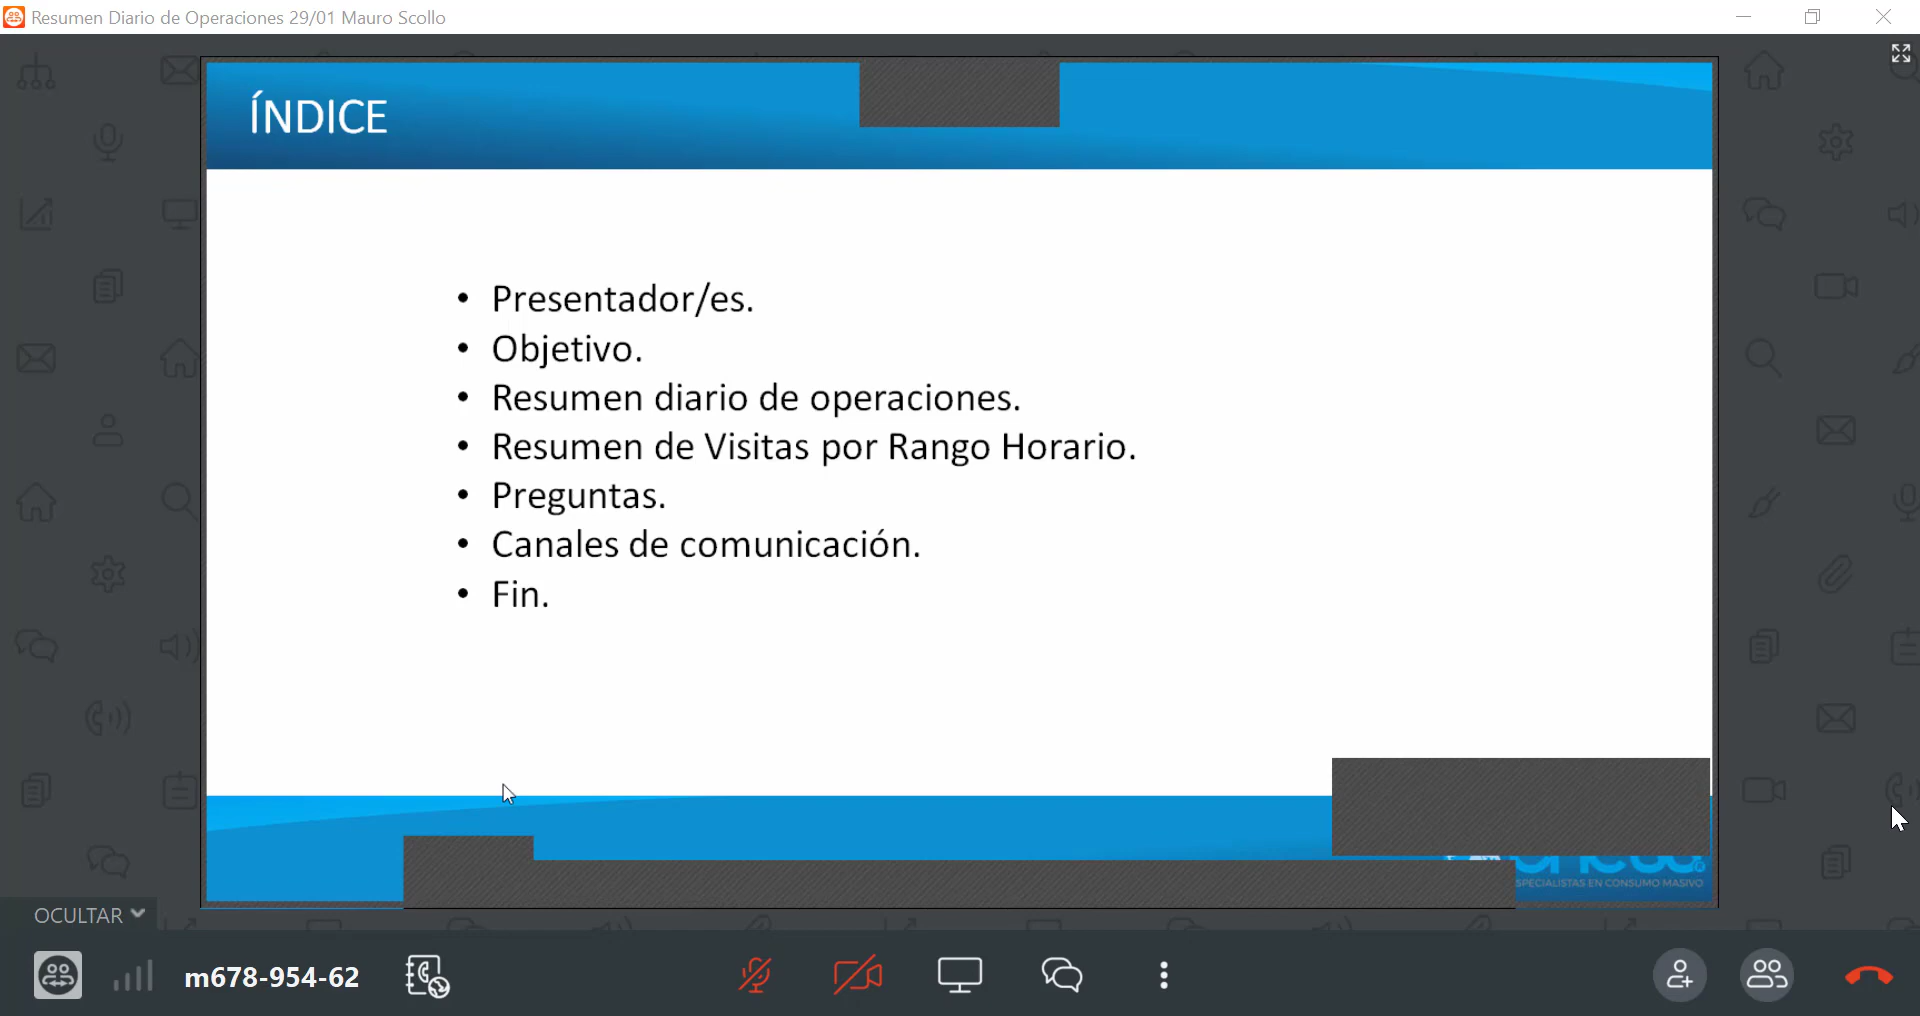 Resumen Diario de Operaciones 29/01 Mauro Scollo
ÍNDICE
• Presentador/es.
• Objetivo.
• Resumen diario de operaciones.
• Resumen de Visitas por Rango Horario.
• Preguntas.
• Canales de comunicación.
• Fin.
SPECIALISTAS EN CONSUMO MASIVO
OCULTAR
m678-954-62